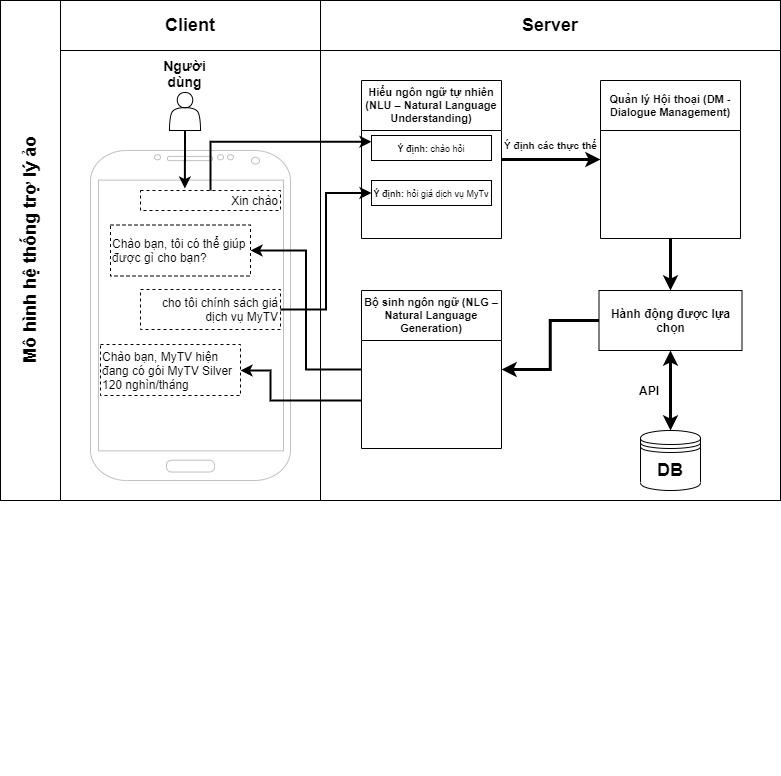 Client
Server
Mô hình hệ thống trợ lý ảo
Người
dùng
Xin chào
Chào bạn, tôi có thể giúp
được gì cho bạn?
cho tôi chính sách giá
dịch vụ MyTV
Chào bạn, MyTV hiện
đang có gói MyTV Silver
120 nghìn/tháng
Hiểu ngôn ngữ tự nhiên
(NLU – Natural Language
Understanding)
Ý định: chào hỏi
Ý định: hỏi giá dịch vụ MyTv
Ý định các thực thể
Quản lý Hội thoại (DM -
Dialogue Management)
Bộ sinh ngôn ngữ (NLG –
Natural Language
Generation)
Hành động được lựa
chọn
API
DB